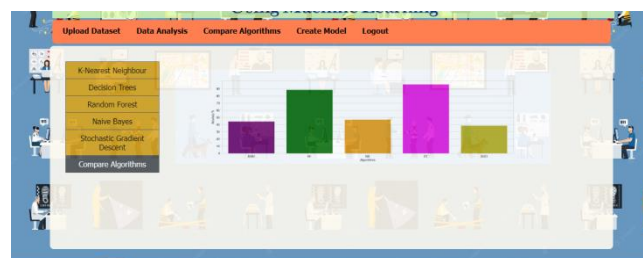 Using Machine Learning
Upload Dataset Data Analysis Compare Algorithms Create Model Logout
K-Nearest Neighbour
Decision Trees
Random Forest
Naive Bayes
Stochastic Gradient
Descent
Compare Algorithms
Algorithms